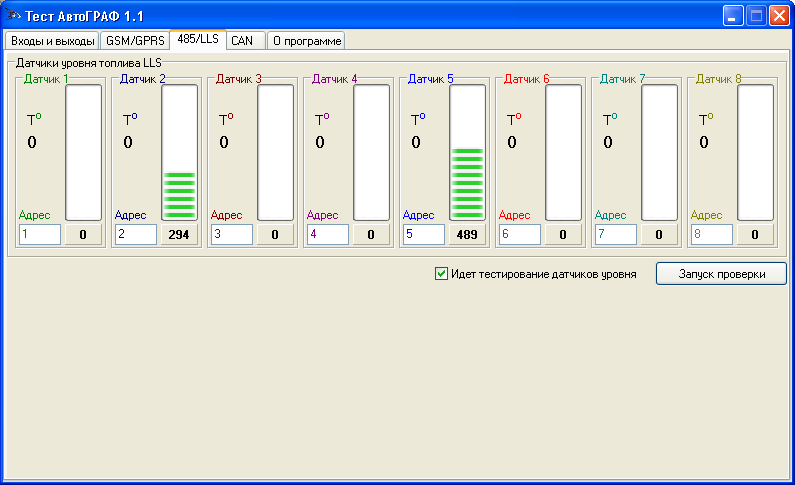 Тест АвтоГРАФ 1.1
Входы и выходы GSM/GPRS 485/LLS CAN О программе
Датчики уровня топлива LLS
Датчик 1 Датчик 2 Датчик 3 Датчик 4 Датчик 5 Датчик 6 Датчик 7 Датчик 8
T° T° T° T° T° T° T° T°
0 0 0 0 0 0 0 0
Адрес Адрес Адрес Адрес Адрес Адрес Адрес Адрес
1 0 2 294 3 0 4 0 5 489 6 0 7 0 8 0
Идет тестирование датчиков уровня Запуск проверки